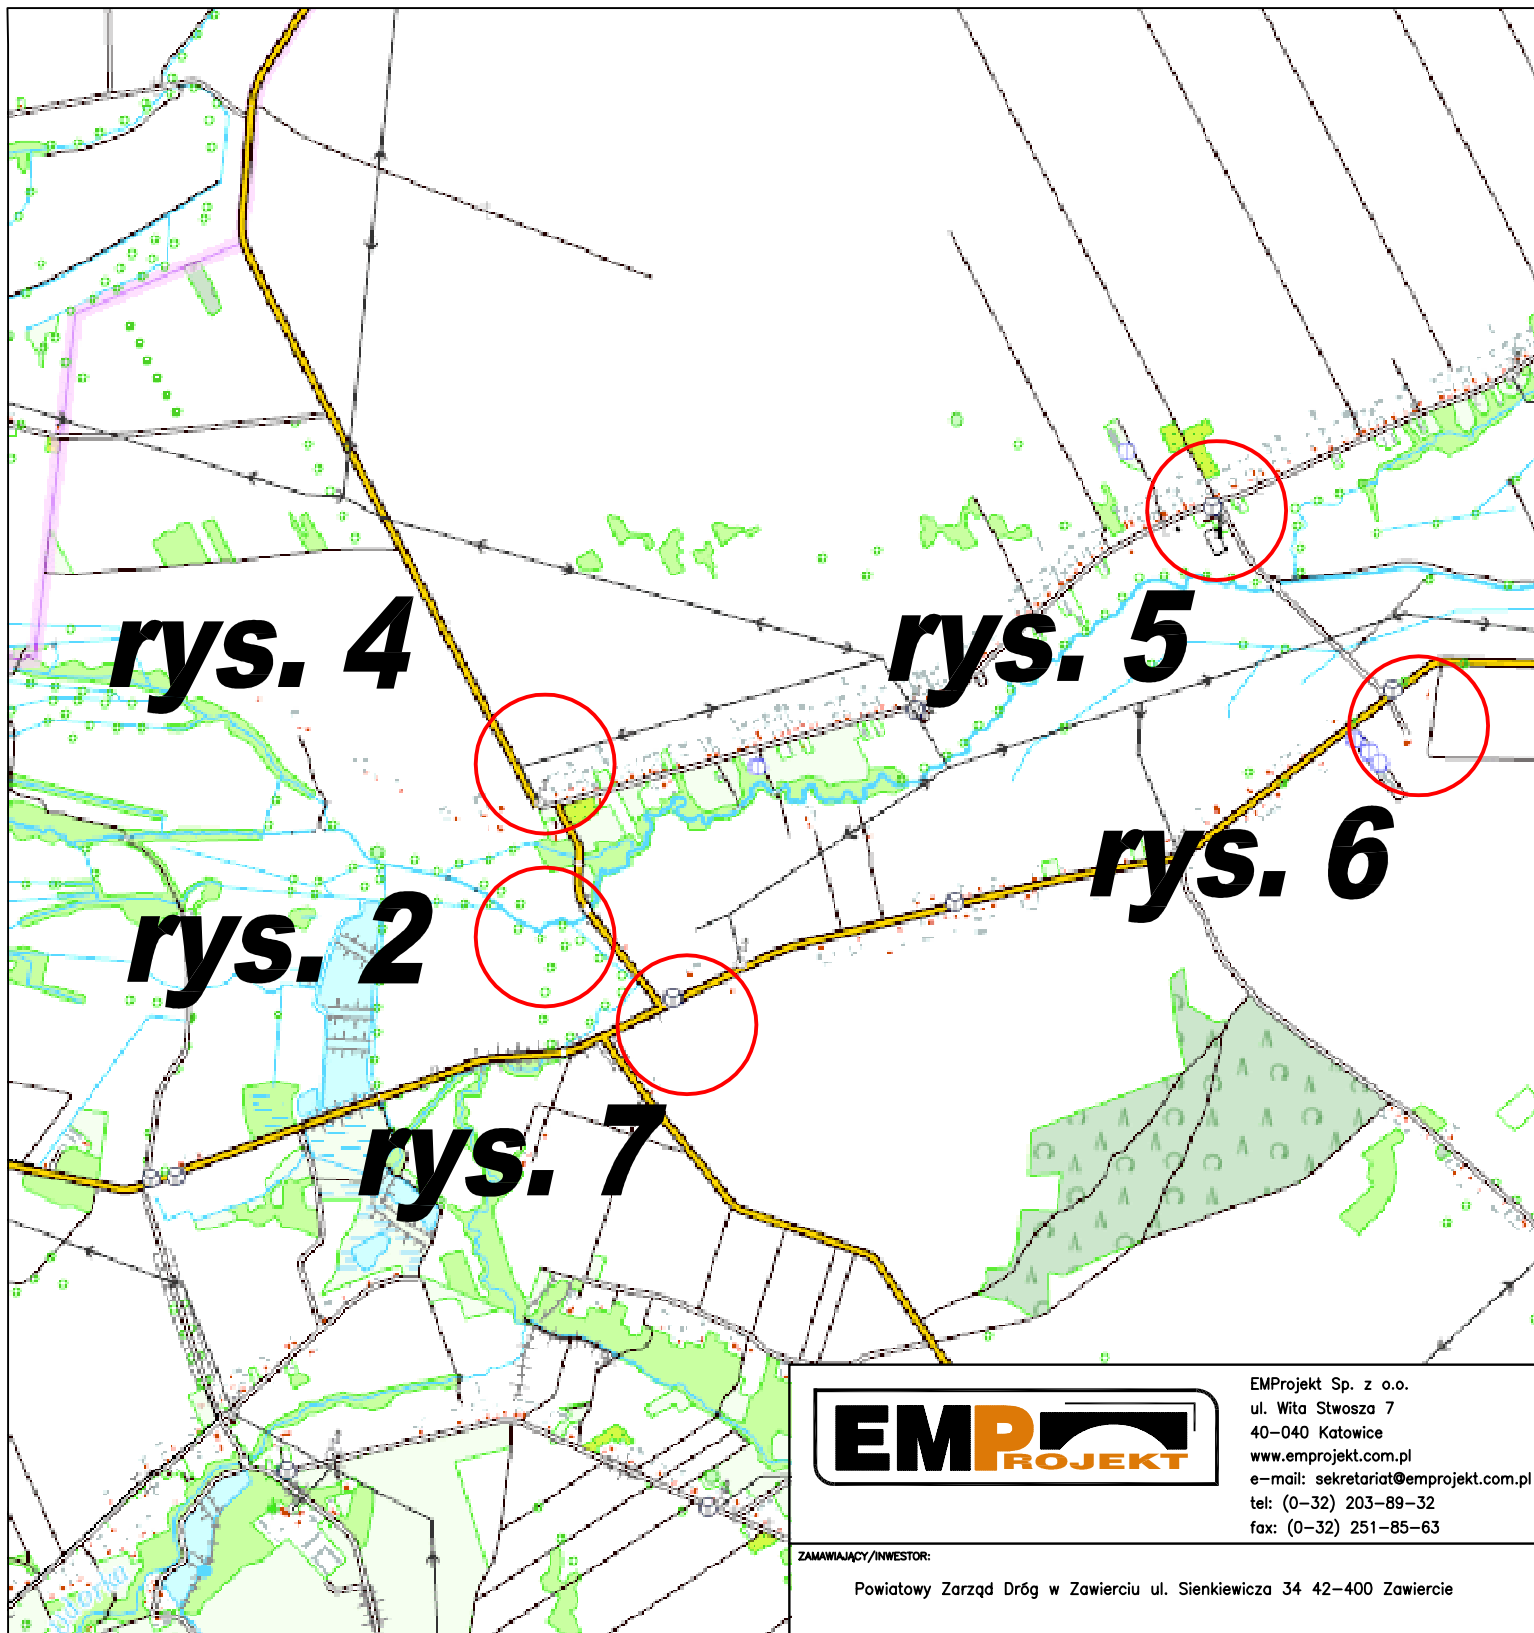 rys. 4
rys. 5
rys. 6
rys. 2
rys. 7
EMPROJEKT
EMProjekt Sp. z o.o.
ul. Wita Stwosza 7
40-040 Katowice
www.emprojekt.com.pl
e-mail: sekretariat@emprojekt.com.pl
tel: (0-32) 203-89-32
fax: (0-32) 251-85-63
ZAMAWIAJĄCY/INWESTOR:
Powiatowy Zarząd Dróg w Zawierciu ul. Sienkiewicza 34 42-400 Zawiercie